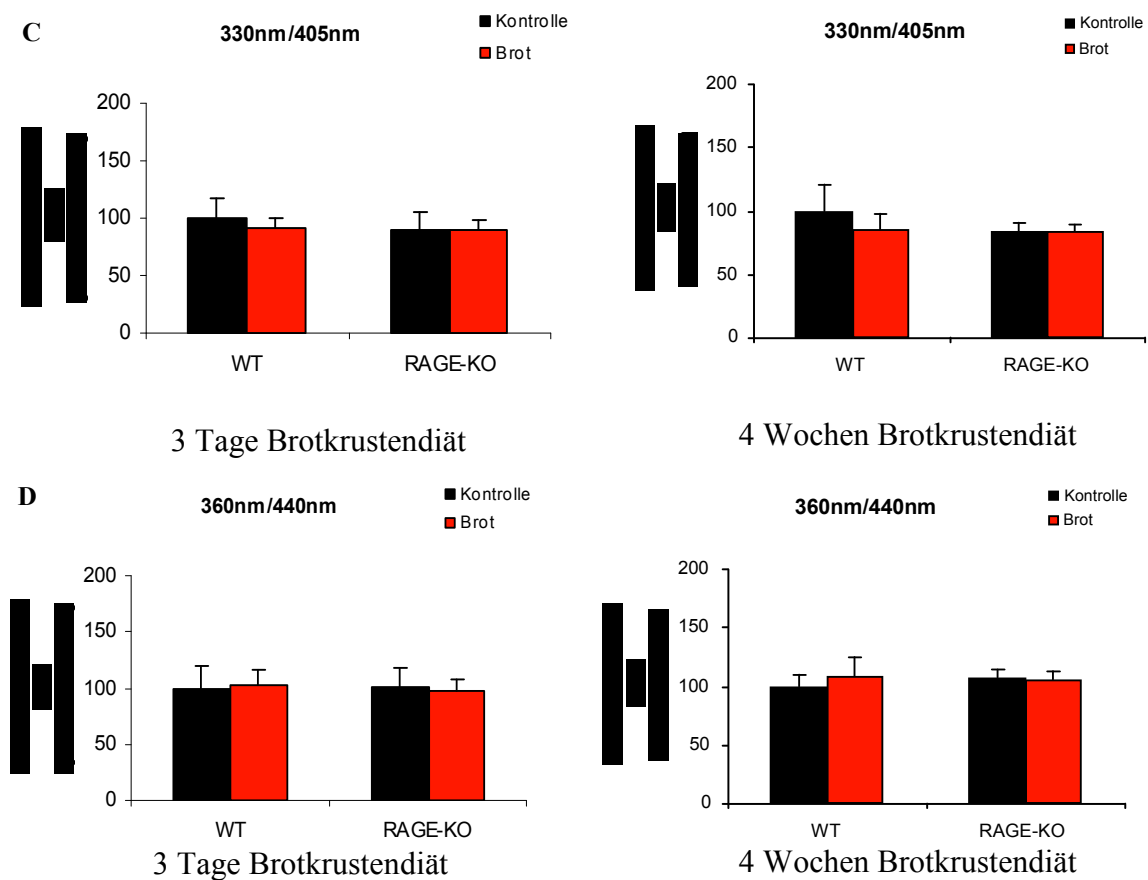 C
330nm/405nm
Kontrolle
Brot
200
150
100
50
0
WT RAGE-KO
3 Tage Brotkrustendiät
330nm/405nm
Kontrolle
Brot
200
150
100
50
0
WT RAGE-KO
4 Wochen Brotkrustendiät
D
360nm/440nm
Kontrolle
Brot
200
150
100
50
0
WT RAGE-KO
3 Tage Brotkrustendiät
360nm/440nm
Kontrolle
Brot
200
150
100
50
0
WT RAGE-KO
4 Wochen Brotkrustendiät